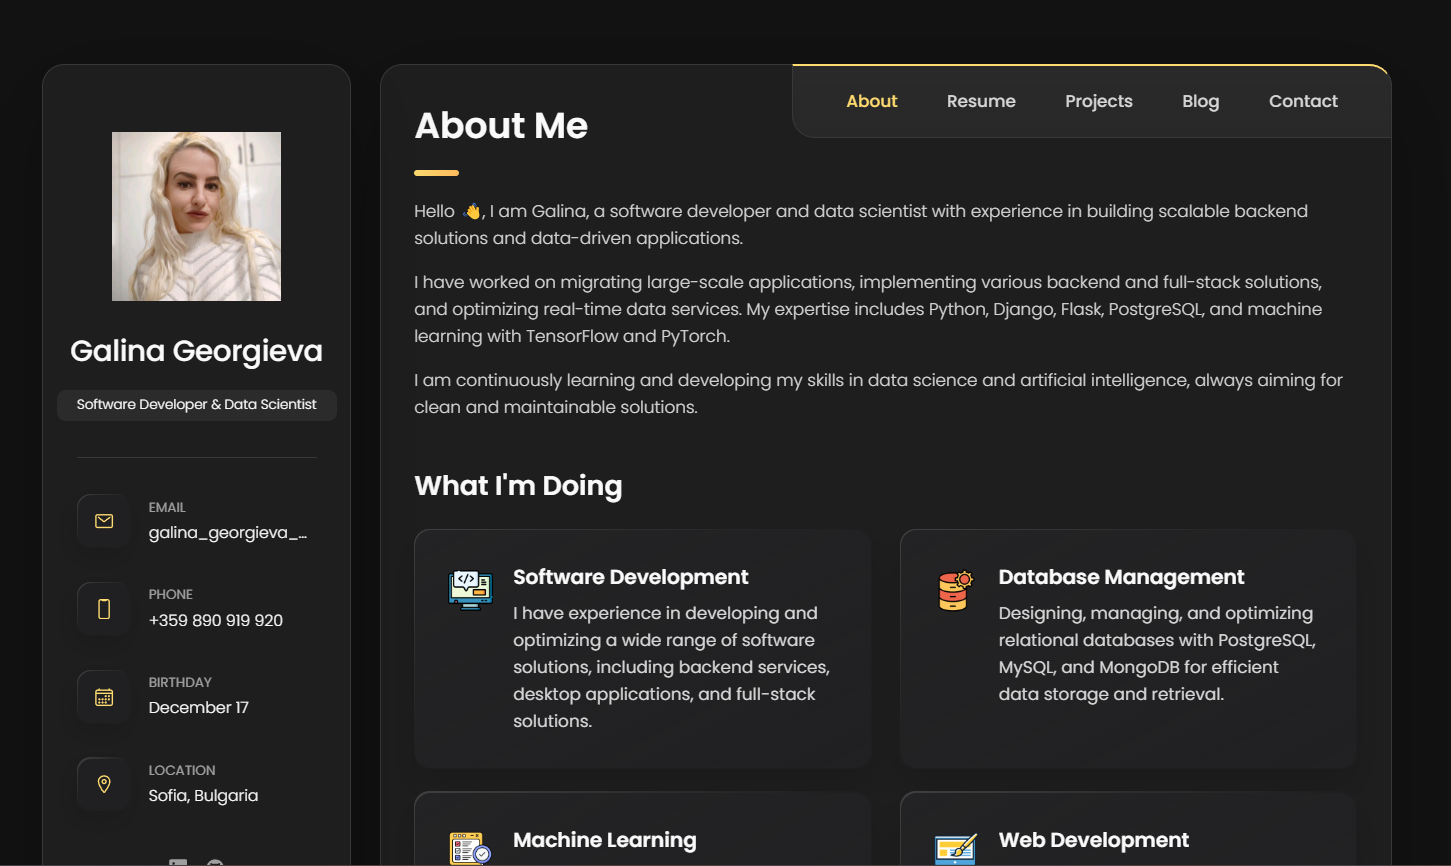 About
Resume
Projects
Blog
Contact
Galina Georgieva
Software Developer & Data Scientist
EMAIL
galina_georgieva_...
PHONE
+359 890 919 920
BIRTHDAY
December 17
LOCATION
Sofia, Bulgaria
About Me
Hello 👋, I am Galina, a software developer and data scientist with experience in building scalable backend
solutions and data-driven applications.
I have worked on migrating large-scale applications, implementing various backend and full-stack solutions,
and optimizing real-time data services. My expertise includes Python, Django, Flask, PostgreSQL, and machine
learning with TensorFlow and PyTorch.
I am continuously learning and developing my skills in data science and artificial intelligence, always aiming for
clean and maintainable solutions.
What I'm Doing
Software Development
I have experience in developing and
optimizing a wide range of software
solutions, including backend services,
desktop applications, and full-stack
solutions.
Database Management
Designing, managing, and optimizing
relational databases with PostgreSQL,
MySQL, and MongoDB for efficient
data storage and retrieval.
Machine Learning
Web Development